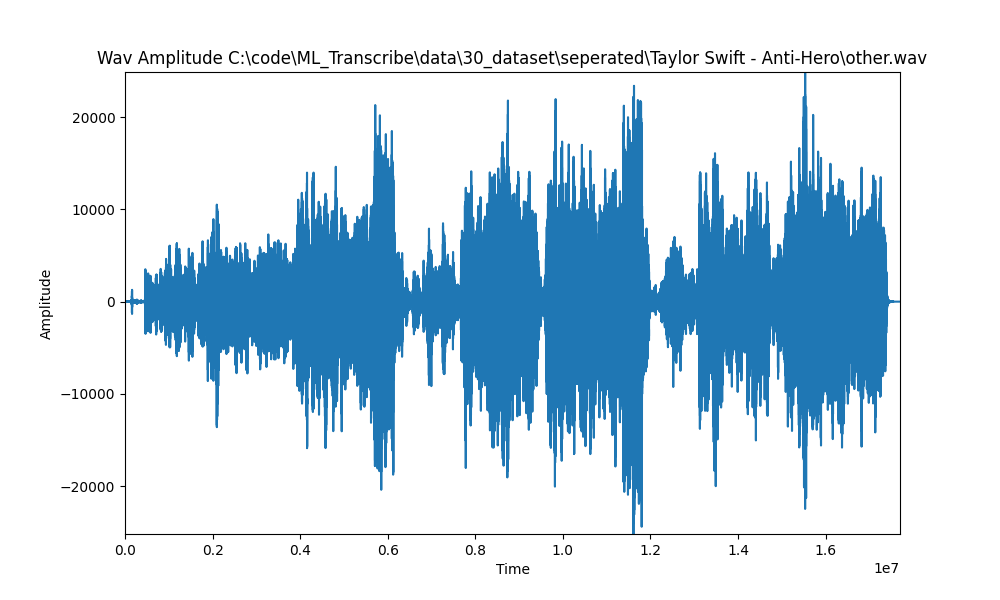 Wav Amplitude C:\code\ML_Transcribe\data\30_dataset\seperated\Taylor Swift - Anti-Hero\other.wav
20000
10000
0
−10000
−20000
Amplitude
0.0 0.2 0.4 0.6 0.8 1.0 1.2 1.4 1.6
1e7
Time